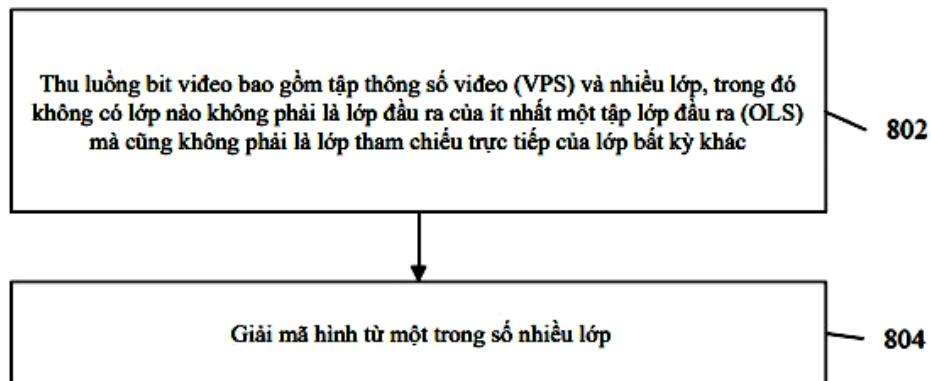 Thu luồng bit viđeo bao gồm tập thông số viđeo (VPS) và nhiều lớp, trong đó
không có lớp nào không phải là lớp đầu ra của ít nhất một tập lớp đầu ra (OLS)
mà cũng không phải là lớp tham chiếu trực tiếp của lớp bất kỳ khác
802
Giải mã hình từ một trong số nhiều lớp
804